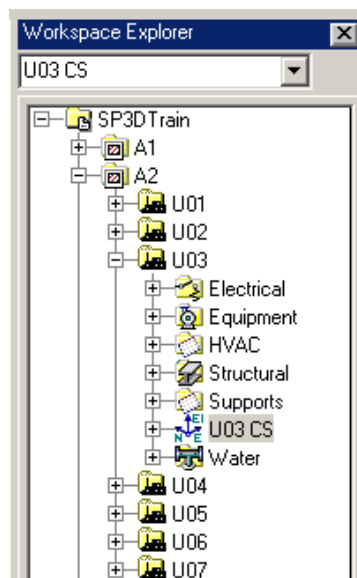 Workspace Explorer
U03 CS
SP3DTrain
A1
A2
U01
U02
U03
Electrical
Equipment
HVAC
Structural
Supports
El
N E U03 CS
Water
U04
U05
U06
U07